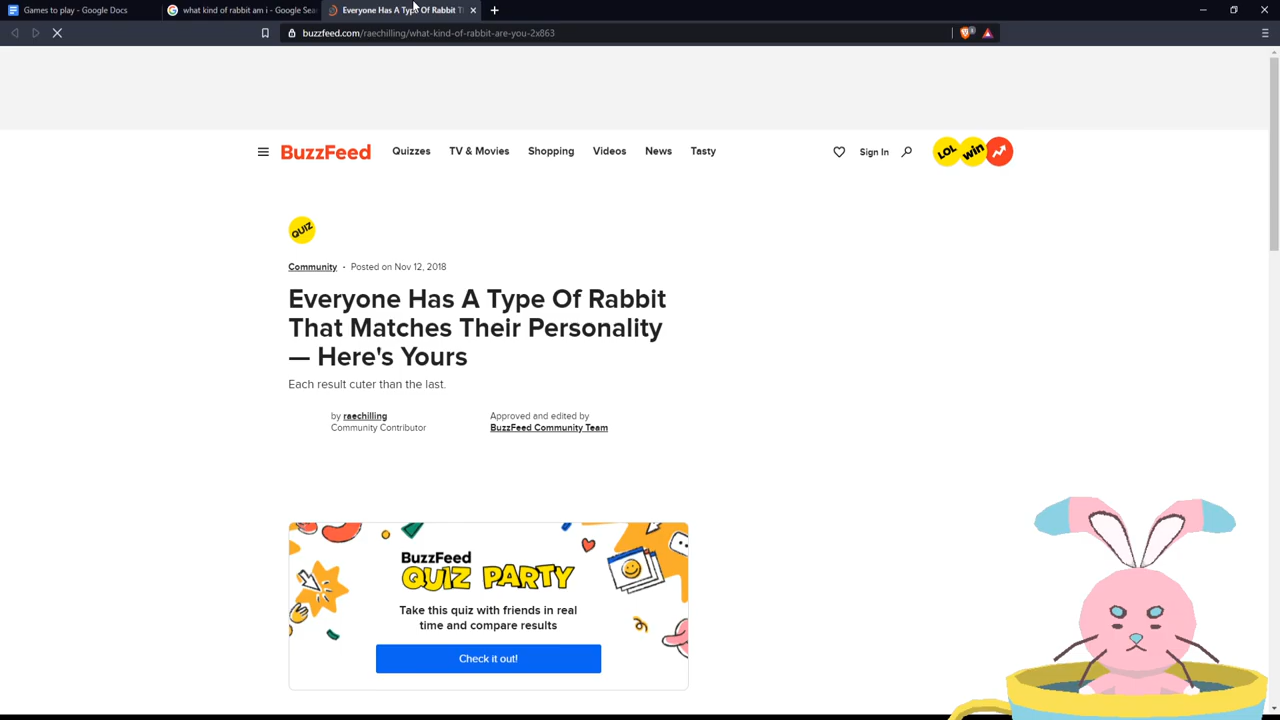 Games to play - Google Docs
what kind of rabbit am i - Google Sea
Everyone Has A Type Of Rabbit T
buzzfeed.com/raechilling/what-kind-of-rabbit-are-you-2x863
BuzzFeed
Quizzes
TV & Movies
Shopping
Videos
News
Tasty
Sign In
LOL
win
QUIZ
Community · Posted on Nov 12, 2018
Everyone Has A Type Of Rabbit
That Matches Their Personality
— Here's Yours
Each result cuter than the last.
by raechilling
Community Contributor
Approved and edited by
BuzzFeed Community Team
BuzzFeed
QUIZ PARTY
Take this quiz with friends in real
time and compare results
Check it out!